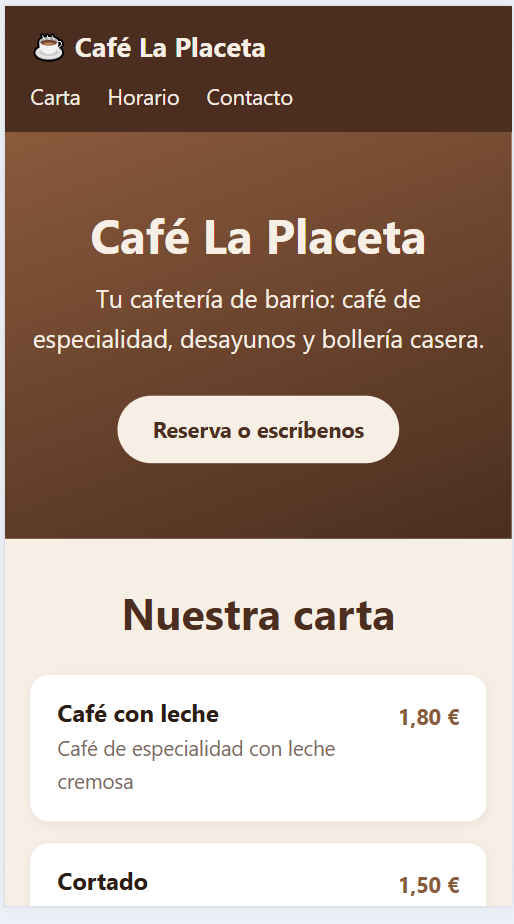 Café La Placeta
Carta Horario Contacto
Café La Placeta
Tu cafetería de barrio: café de
especialidad, desayunos y bollería casera.
Reserva o escríbenos
Nuestra carta
Café con leche 1,80 €
Café de especialidad con leche
cremosa
Cortado 1,50 €